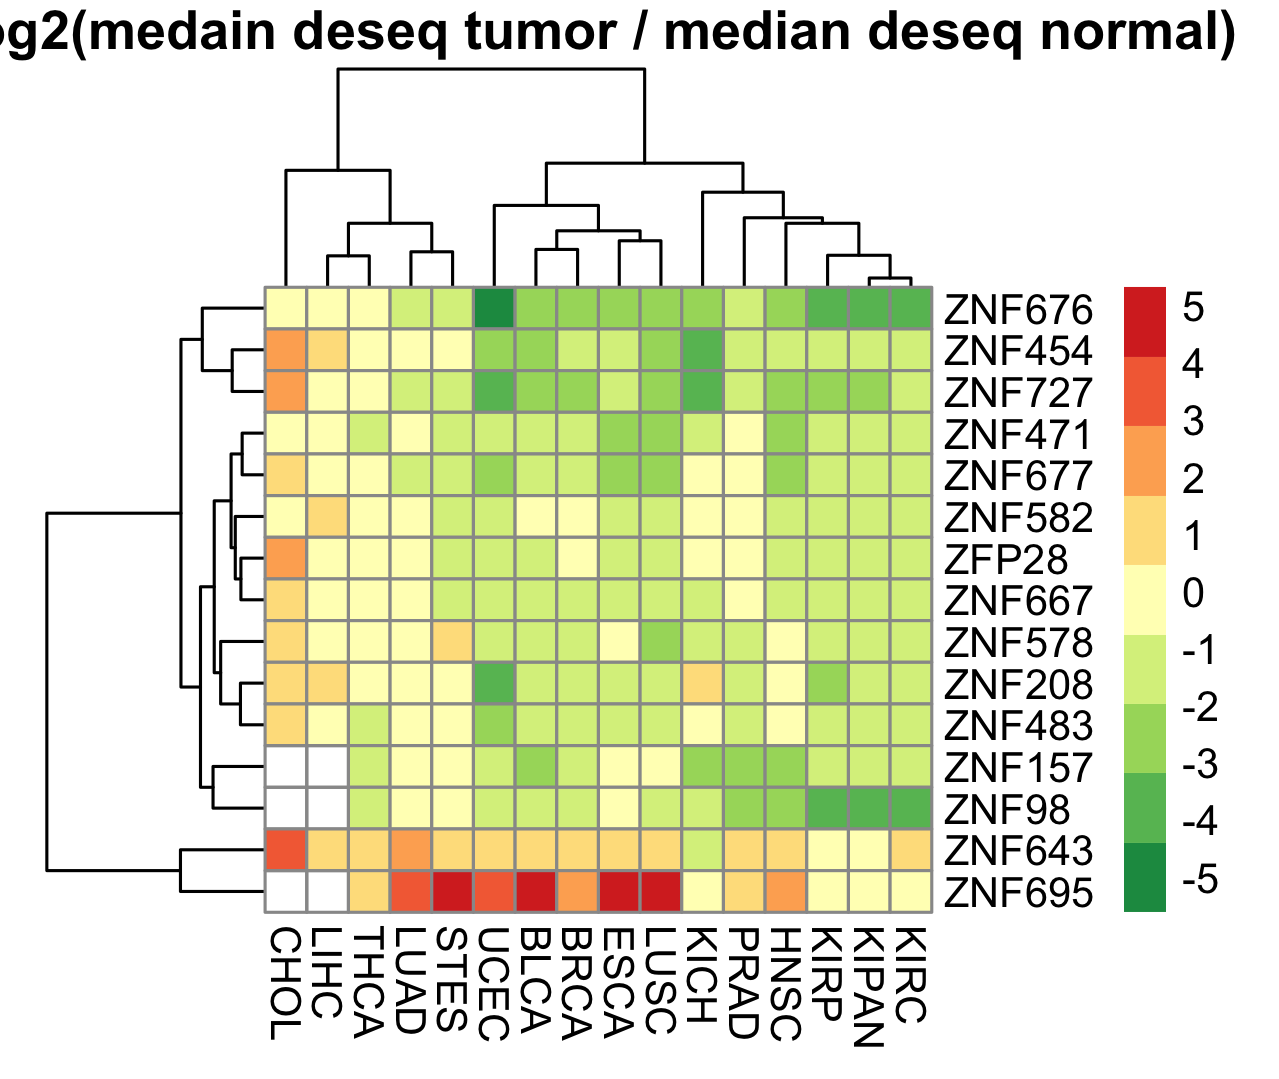 og2(medain deseq tumor / median deseq normal)
ZNF676
ZNF454
ZNF727
ZNF471
ZNF677
ZNF582
ZFP28
ZNF667
ZNF578
ZNF208
ZNF483
ZNF157
ZNF98
ZNF643
ZNF695
5
4
3
2
1
0
-1
-2
-3
-4
-5
CHOL
LIHC
THCA
LUAD
STES
UCEC
BLCA
BRCA
ESCA
LUSC
KICH
PRAD
HNSC
KIRP
KIPAN
KIRC